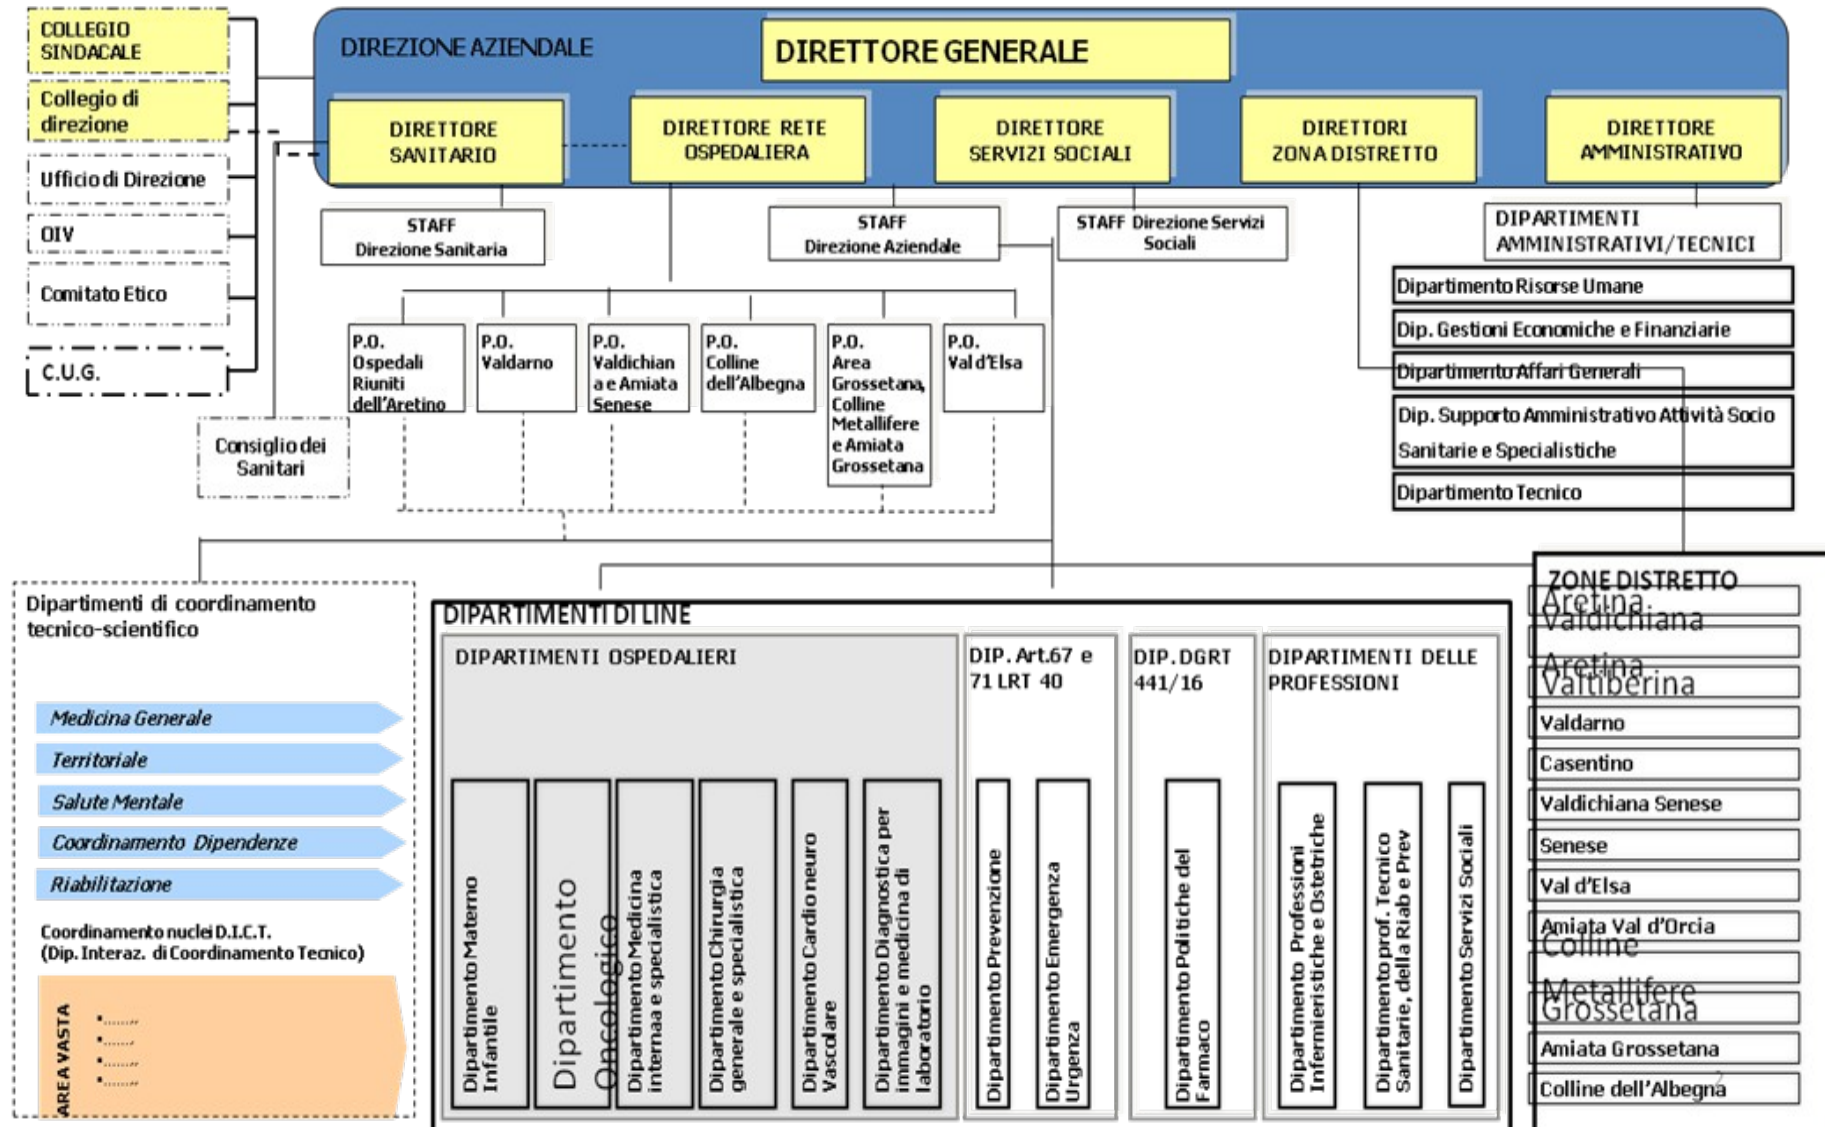 COLLEGIO
SINDACALE
Collegio di
direzione
Ufficio di Direzione
OIV
Comitato Etico
C.U.G.
Consiglio dei
Sanitari
DIREZIONE AZIENDALE
DIRETTORE GENERALE
DIRETTORE
SANITARIO
DIRETTORE RETE
OSPEDALIERA
DIRETTORE
SERVIZI SOCIALI
DIRETTORI
ZONA DISTRETTO
DIRETTORE
AMMINISTRATIVO
STAFF
Direzione Sanitaria
STAFF
Direzione Aziendale
STAFF Direzione Servizi
Sociali
DIPARTIMENTI
AMMINISTRATIVI/TECNICI
Dipartimento Risorse Umane
Dip. Gestioni Economiche e Finanziarie
Dipartimento Affari Generali
Dip. Supporto Amministrativo Attività Socio
Sanitarie e Specialistiche
Dipartimento Tecnico
P.O.
Ospedali
Riuniti
dell'Aretino
P.O.
Valdarno
P.O.
Valdichian
a e Amiata
Senese
P.O.
Colline
dell'Albegna
P.O.
Area
Grossetana,
Colline
Metallifere
e Amiata
Grossetana
P.O.
Val d'Elsa
Dipartimenti di coordinamento
tecnico-scientifico
Medicina Generale
Territoriale
Salute Mentale
Coordinamento Dipendenze
Riabilitazione
Coordinamento nuclei D.I.C.T.
(Dip. Interaz. di Coordinamento Tecnico)
AREA VASTA
DIPARTIMENTI DI LINE
DIPARTIMENTI OSPEDALIERI
Dipartimento Materno
Infantile
Dipartimento
Oncologico
Dipartimento Medicina
internaa e specialistica
Dipartimento Chirurgia
generale e specialistica
Dipartimento Cardio neuro
Vascolare
Dipartimento Diagnostica per
immagini e medicina di
laboratorio
DIP. Art.67 e
71 LRT 40
Dipartimento Prevenzione
Dipartimento Emergenza
Urgenza
DIP. DGRT
441/16
Dipartimento Politiche del
Farmaco
DIPARTIMENTI DELLE
PROFESSIONI
Dipartimento Professioni
Infermieristiche e Ostetriche
Dipartimento prof. Tecnico
Sanitarie, della Riab e Prev
Dipartimento Servizi Sociali
ZONE DISTRETTO
Aretina
Valdichiana
Aretina
Valtiberina
Valdarno
Casentino
Valdichiana Senese
Senese
Val d'Elsa
Amiata Val d'Orcia
Colline
Metallifere
Grossetana
Amiata Grossetana
Colline dell'Albegna
2